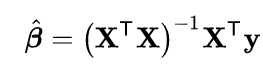 𝛃̂ = (𝐗ᵀ𝐗)⁻¹𝐗ᵀ𝐲